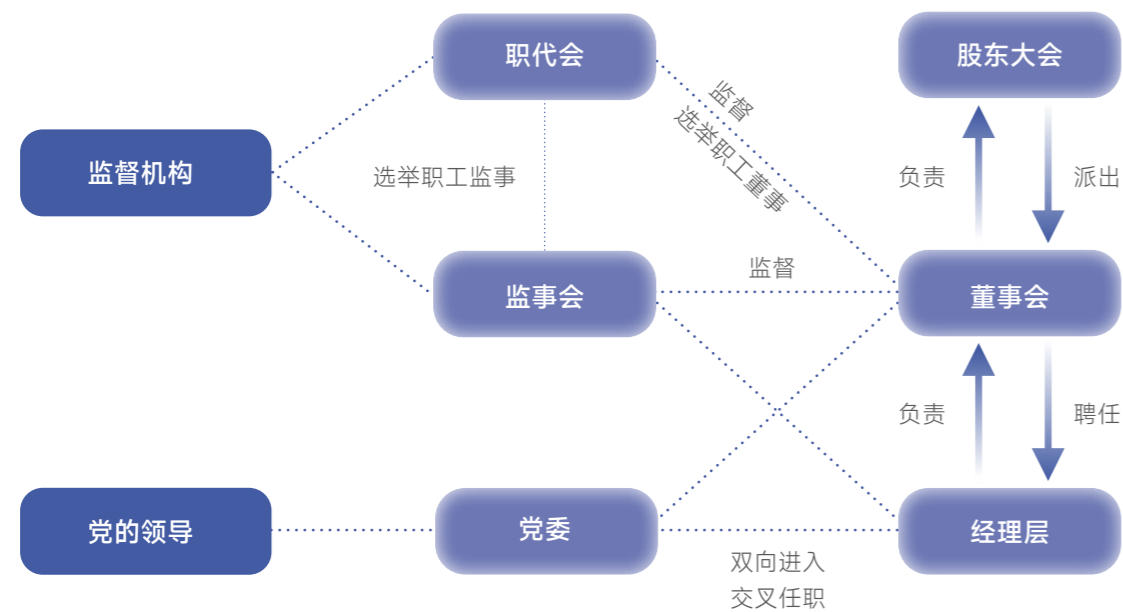 职代会
股东大会
监督
选举职工董事
监督机构
选举职工监事
负责
派出
监督
监事会
董事会
负责
聘任
党的领导
党委
经理层
双向进入
交叉任职